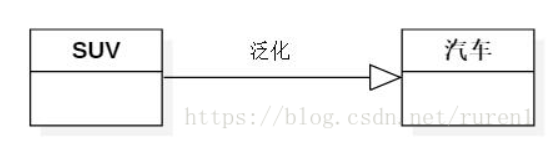 SUV
泛化
汽车
https://blog.csdn.net/ruren1